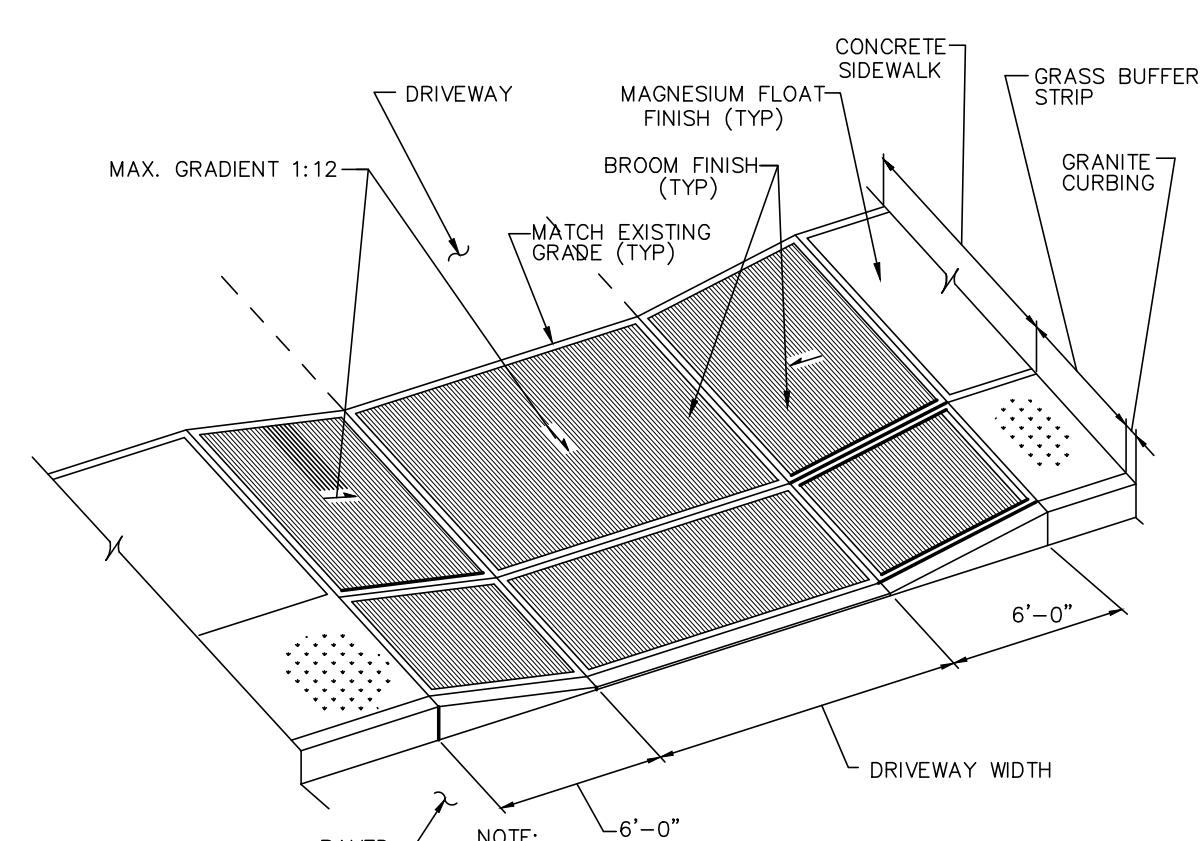 CONCRETE
SIDEWALK
GRASS BUFFER
STRIP
DRIVEWAY
MAGNESIUM FLOAT
FINISH (TYP)
MAX. GRADIENT 1:12
BROOM FINISH
(TYP)
GRANITE
CURBING
MATCH EXISTING
GRADE (TYP)
6'-0"
DRIVEWAY WIDTH
6'-0"
NOTE: